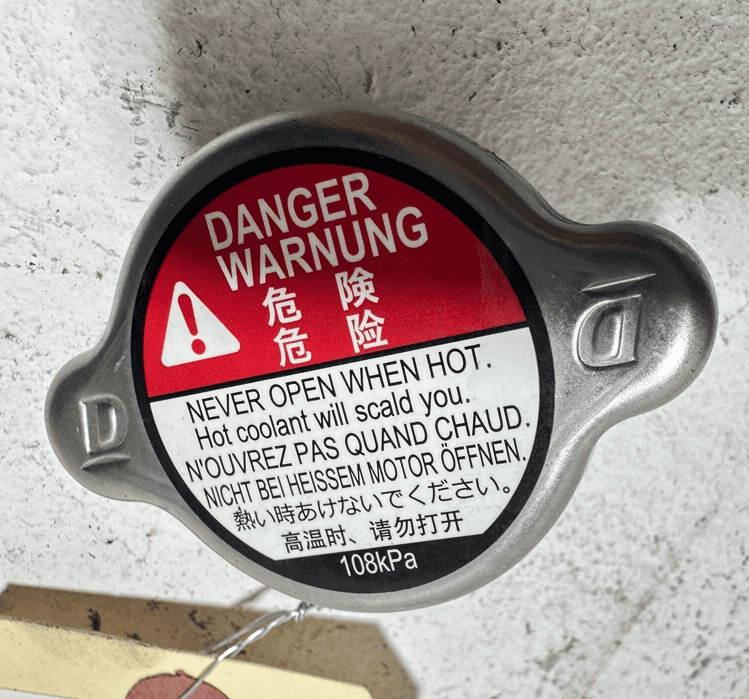 DANGER
WARNUNG
危 険
危 险
NEVER OPEN WHEN HOT.
Hot coolant will scald you.
N'OUVREZ PAS QUAND CHAUD.
NICHT BEI HEISSEM MOTOR ÖFFNEN.
熱い時あけないでください。
高温时、请勿打开
108kPa
D
D